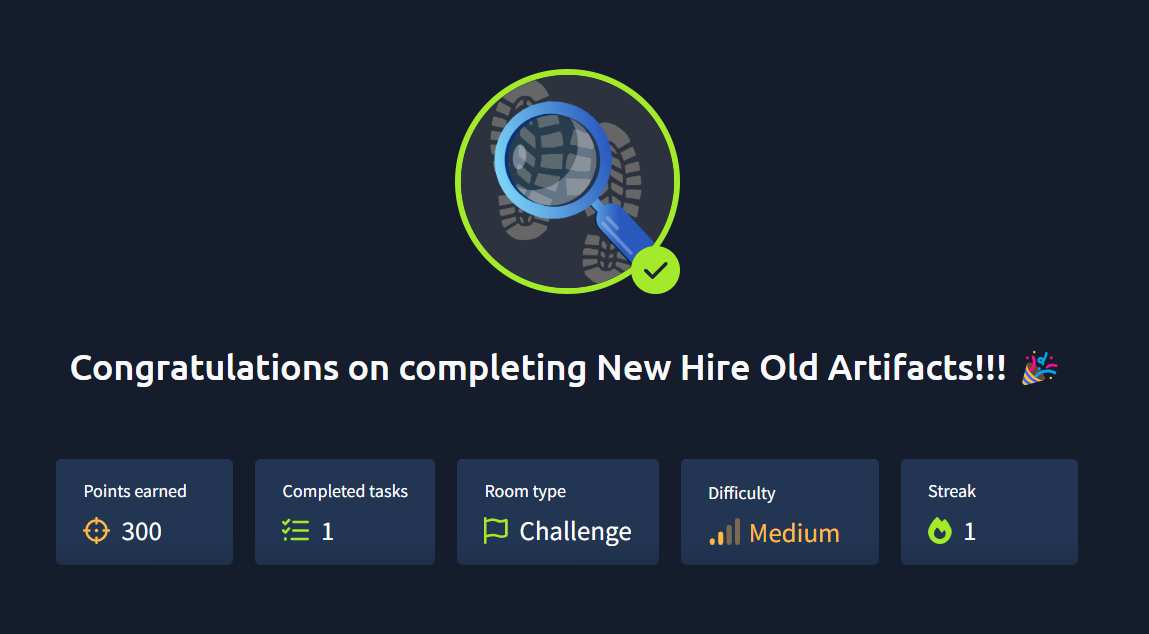 Congratulations on completing New Hire Old Artifacts!!! 🎉
Points earned
300
Completed tasks
1
Room type
Challenge
Difficulty
Medium
Streak
1